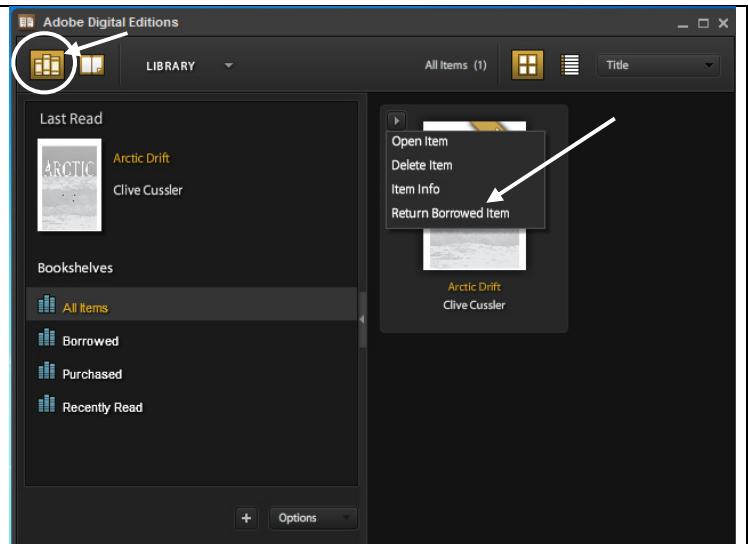 Adobe Digital Editions
LIBRARY
All Items (1)
Title
Last Read
ARCTIC
Arctic Drift
Clive Cussler
Bookshelves
All Items
Borrowed
Purchased
Recently Read
Options
Open Item
Delete Item
Item Info
Return Borrowed Item
Arctic Drift
Clive Cussler